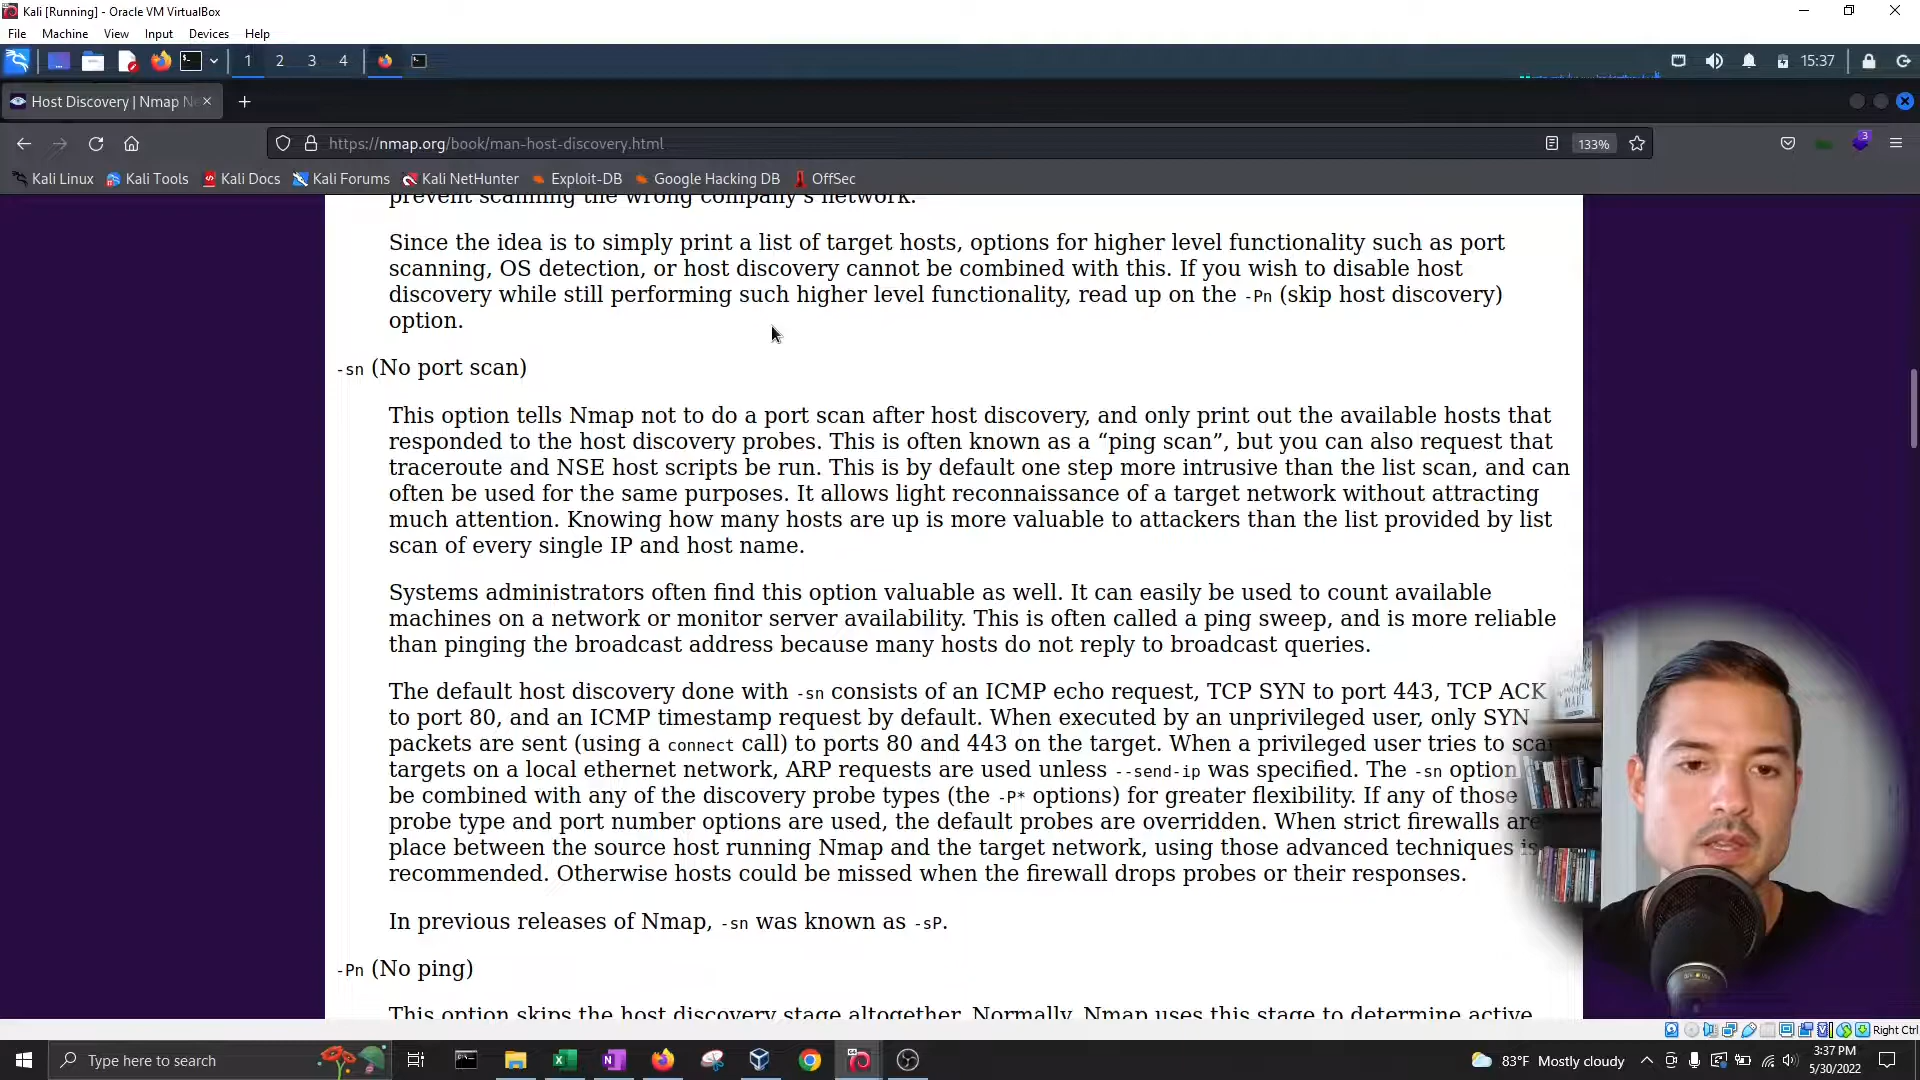 Kali [Running] - Oracle VM VirtualBox
File Machine View Input Devices Help
1 2 3 4 15:37
Host Discovery | Nmap N
https://nmap.org/book/man-host-discovery.html 133% 3
Kali Linux Kali Tools Kali Docs Kali Forums Kali NetHunter Exploit-DB Google Hacking DB OffSec
prevent scanning the wrong company's network.
Since the idea is to simply print a list of target hosts, options for higher level functionality such as port
scanning, OS detection, or host discovery cannot be combined with this. If you wish to disable host
discovery while still performing such higher level functionality, read up on the -Pn (skip host discovery)
option.
-sn (No port scan)
This option tells Nmap not to do a port scan after host discovery, and only print out the available hosts that
responded to the host discovery probes. This is often known as a “ping scan”, but you can also request that
traceroute and NSE host scripts be run. This is by default one step more intrusive than the list scan, and can
often be used for the same purposes. It allows light reconnaissance of a target network without attracting
much attention. Knowing how many hosts are up is more valuable to attackers than the list provided by list
scan of every single IP and host name.
Systems administrators often find this option valuable as well. It can easily be used to count available
machines on a network or monitor server availability. This is often called a ping sweep, and is more reliable
than pinging the broadcast address because many hosts do not reply to broadcast queries.
The default host discovery done with -sn consists of an ICMP echo request, TCP SYN to port 443, TCP ACK
to port 80, and an ICMP timestamp request by default. When executed by an unprivileged user, only SYN
packets are sent (using a connect call) to ports 80 and 443 on the target. When a privileged user tries to scan
targets on a local ethernet network, ARP requests are used unless --send-ip was specified. The -sn option
be combined with any of the discovery probe types (the -P* options) for greater flexibility. If any of those
probe type and port number options are used, the default probes are overridden. When strict firewalls are
place between the source host running Nmap and the target network, using those advanced techniques is
recommended. Otherwise hosts could be missed when the firewall drops probes or their responses.
In previous releases of Nmap, -sn was known as -sP.
-Pn (No ping)
This option skips the host discovery stage altogether. Normally, Nmap uses this stage to determine active
Right Ctrl
Type here to search
83°F Mostly cloudy
3:37 PM
5/30/2022